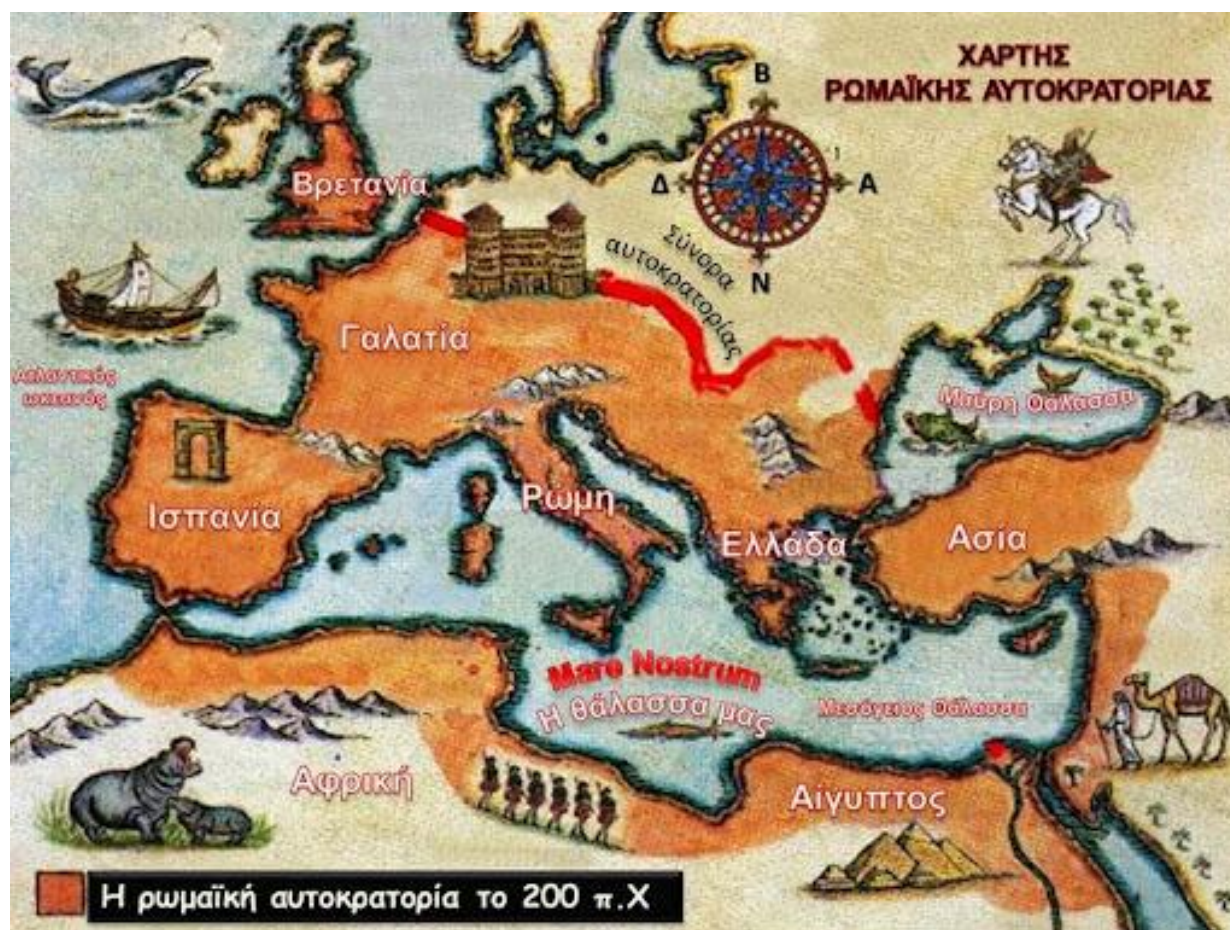 ΧΑΡΤΗΣ
ΡΩΜΑΪΚΗΣ ΑΥΤΟΚΡΑΤΟΡΙΑΣ
Β
Δ
Α
Ν
Σύνορα
αυτοκρατορίας
Βρετανία
Γαλατία
Ατλαντικός
ωκεανός
Μαύρη Θάλασσα
Ισπανία
Ρώμη
Ελλάδα
Ασία
Mare Nostrum
Η θάλασσα μας
Μεσόγειος Θάλασσα
Αφρική
Αίγυπτος
Η ρωμαϊκή αυτοκρατορία το 200 π.Χ